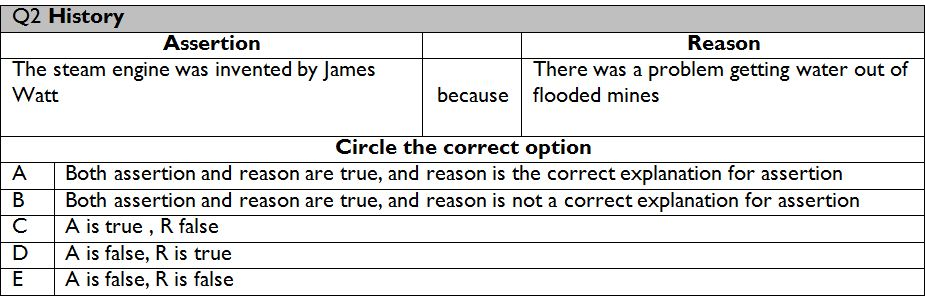 Q2 History
Assertion Reason
The steam engine was invented by James
Watt
because
There was a problem getting water out of
flooded mines
Circle the correct option
A Both assertion and reason are true, and reason is the correct explanation for assertion
B Both assertion and reason are true, and reason is not a correct explanation for assertion
C A is true , R false
D A is false, R is true
E A is false, R is false